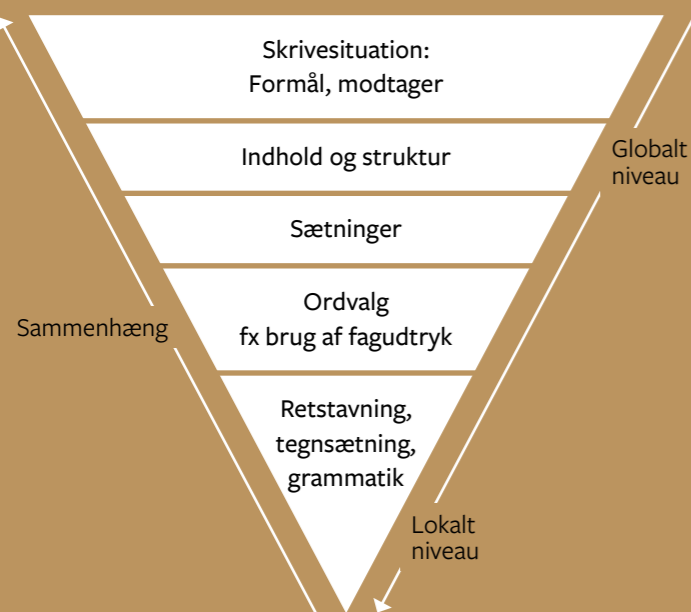 Skrivesituation:
Formål, modtager
Indhold og struktur
Globalt
niveau
Sætninger
Ordvalg
fx brug af fagudtryk
Sammenhæng
Retstavning,
tegnsætning,
grammatik
Lokalt
niveau